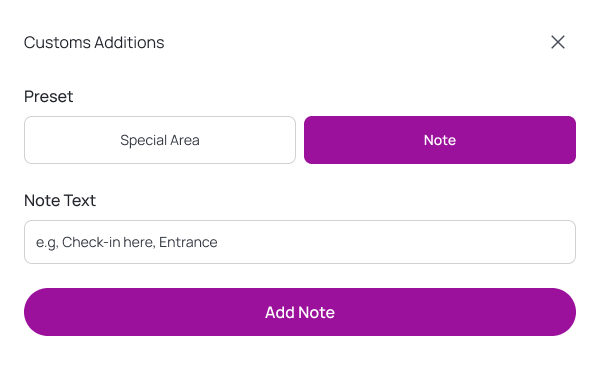 Customs Additions
Preset
Special Area
Note
Note Text
e.g, Check-in here, Entrance
Add Note